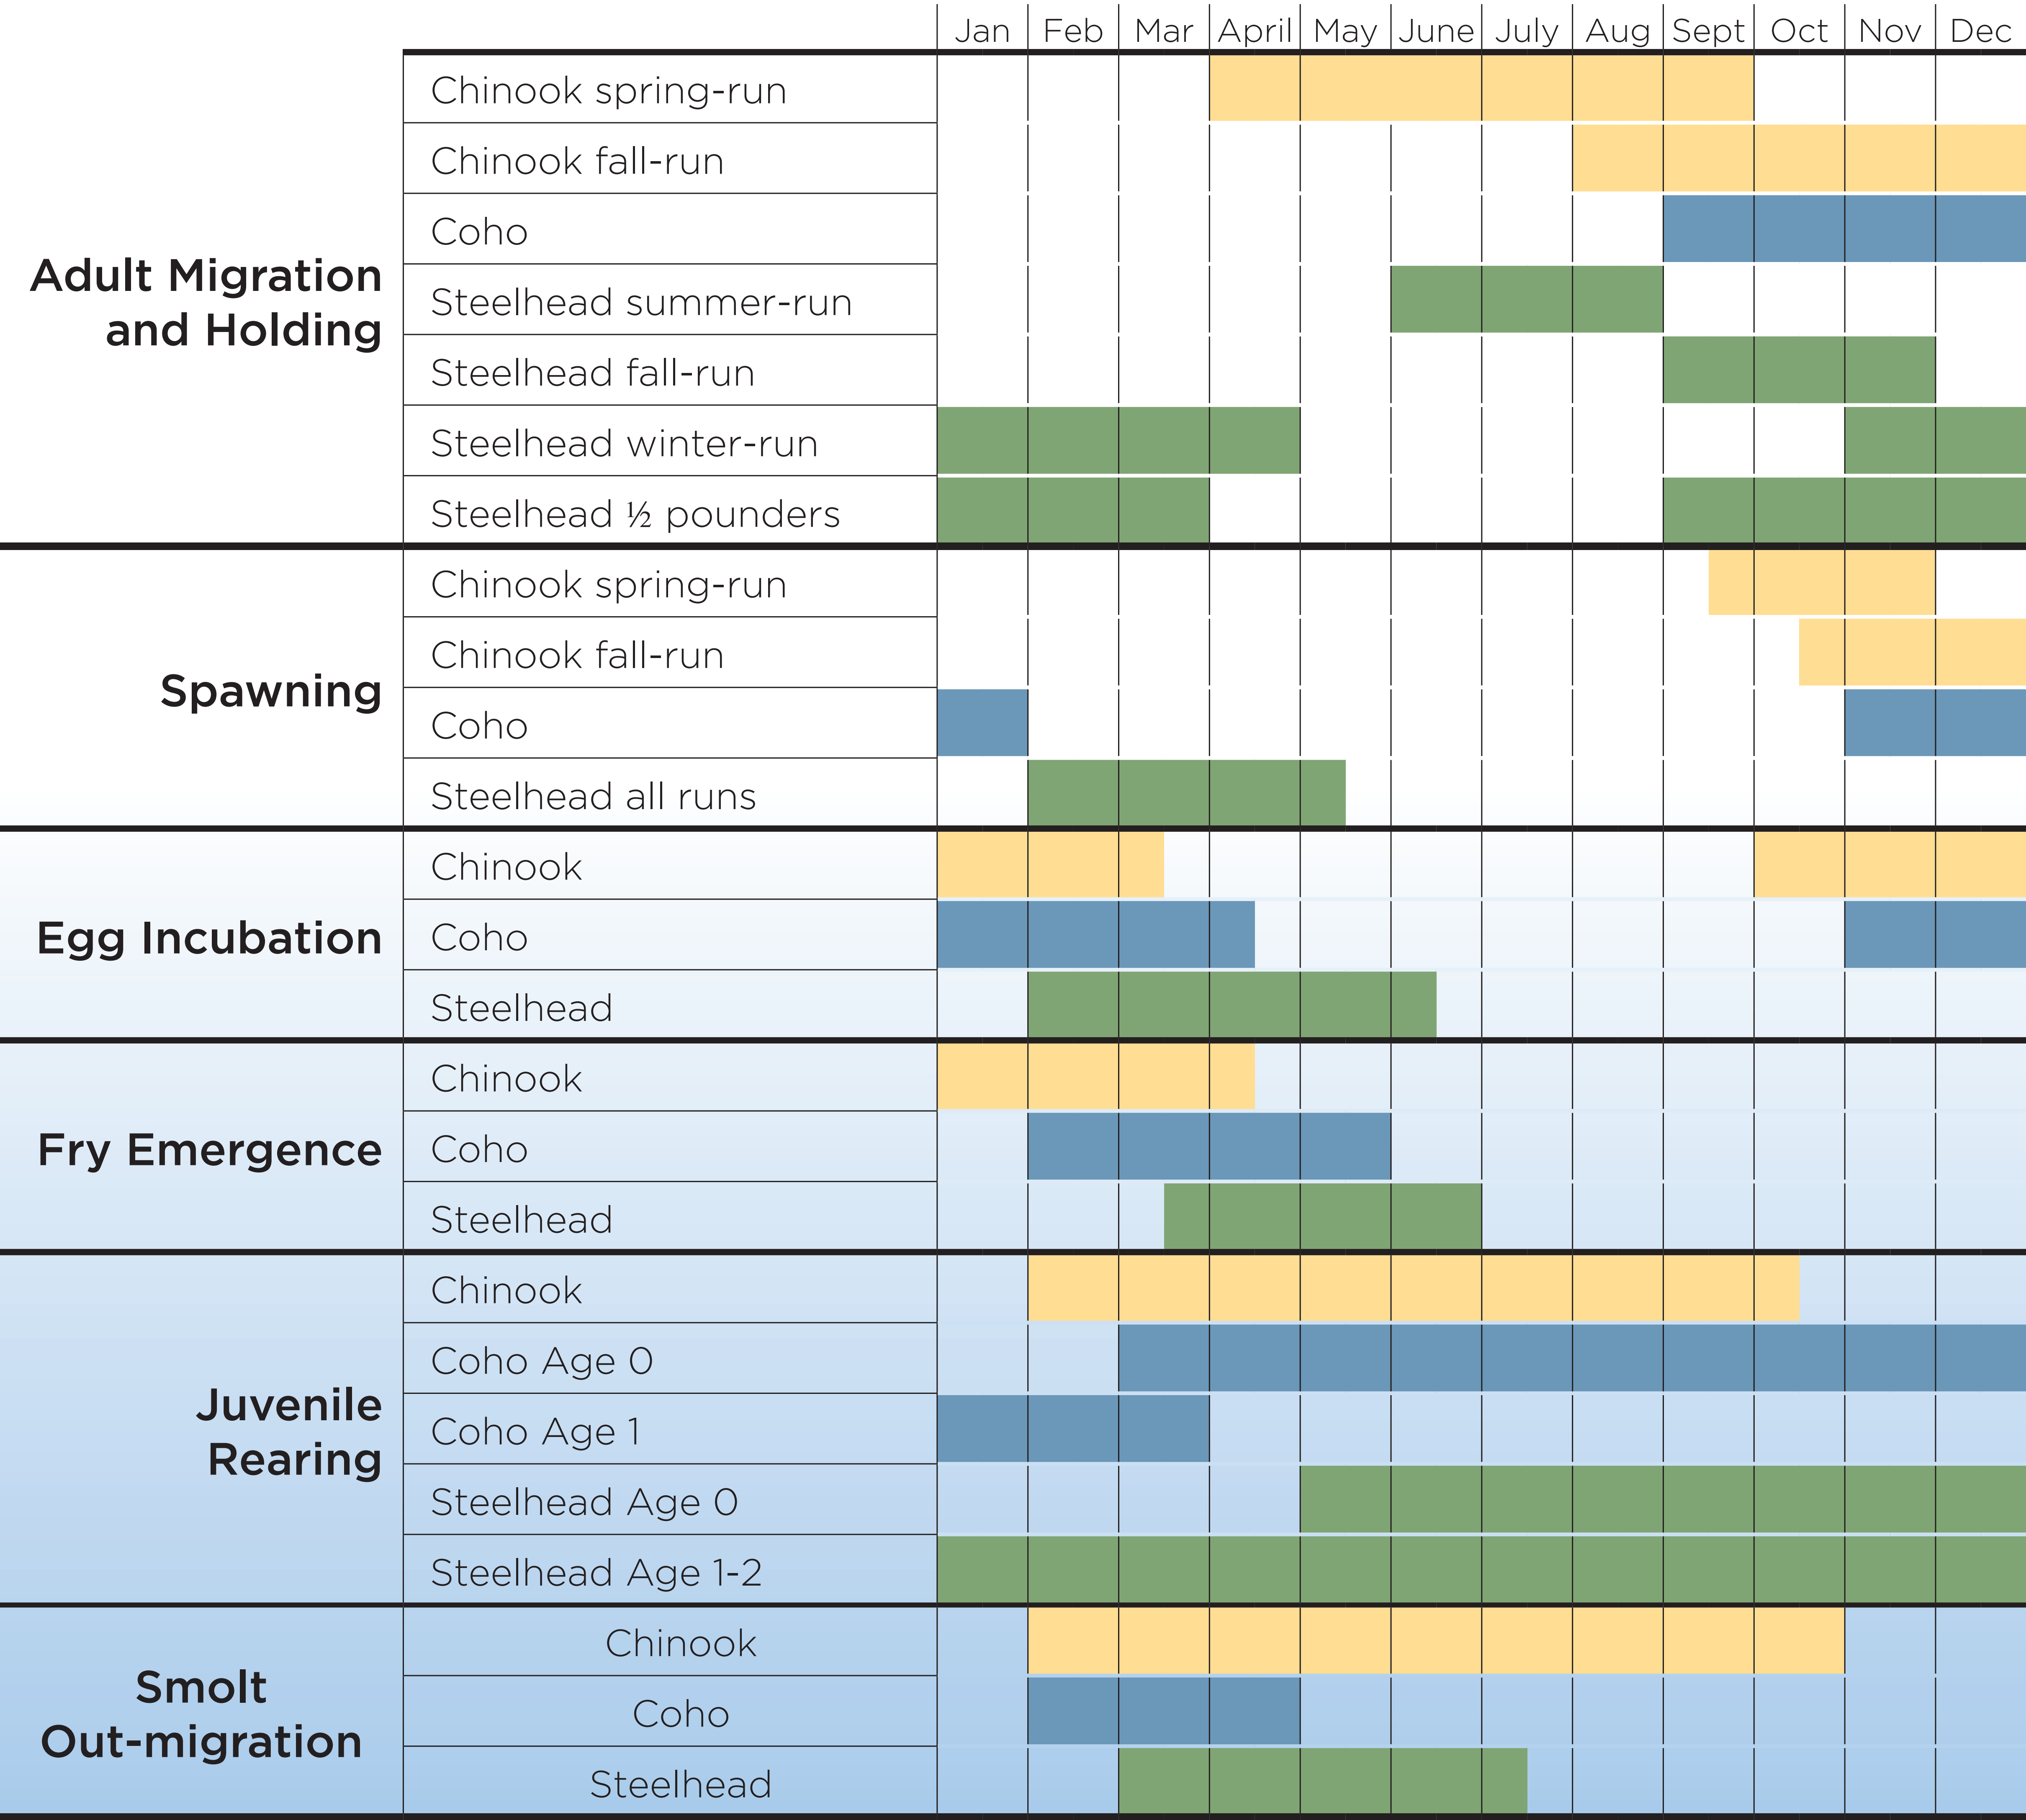 Jan Feb Mar April May June July Aug Sept Oct Nov Dec
Adult Migration
and Holding
Chinook spring-run
Chinook fall-run
Coho
Steelhead summer-run
Steelhead fall-run
Steelhead winter-run
Steelhead ½ pounders
Spawning
Chinook spring-run
Chinook fall-run
Coho
Steelhead all runs
Egg Incubation
Chinook
Coho
Steelhead
Fry Emergence
Chinook
Coho
Steelhead
Juvenile
Rearing
Chinook
Coho Age 0
Coho Age 1
Steelhead Age 0
Steelhead Age 1-2
Smolt
Out-migration
Chinook
Coho
Steelhead